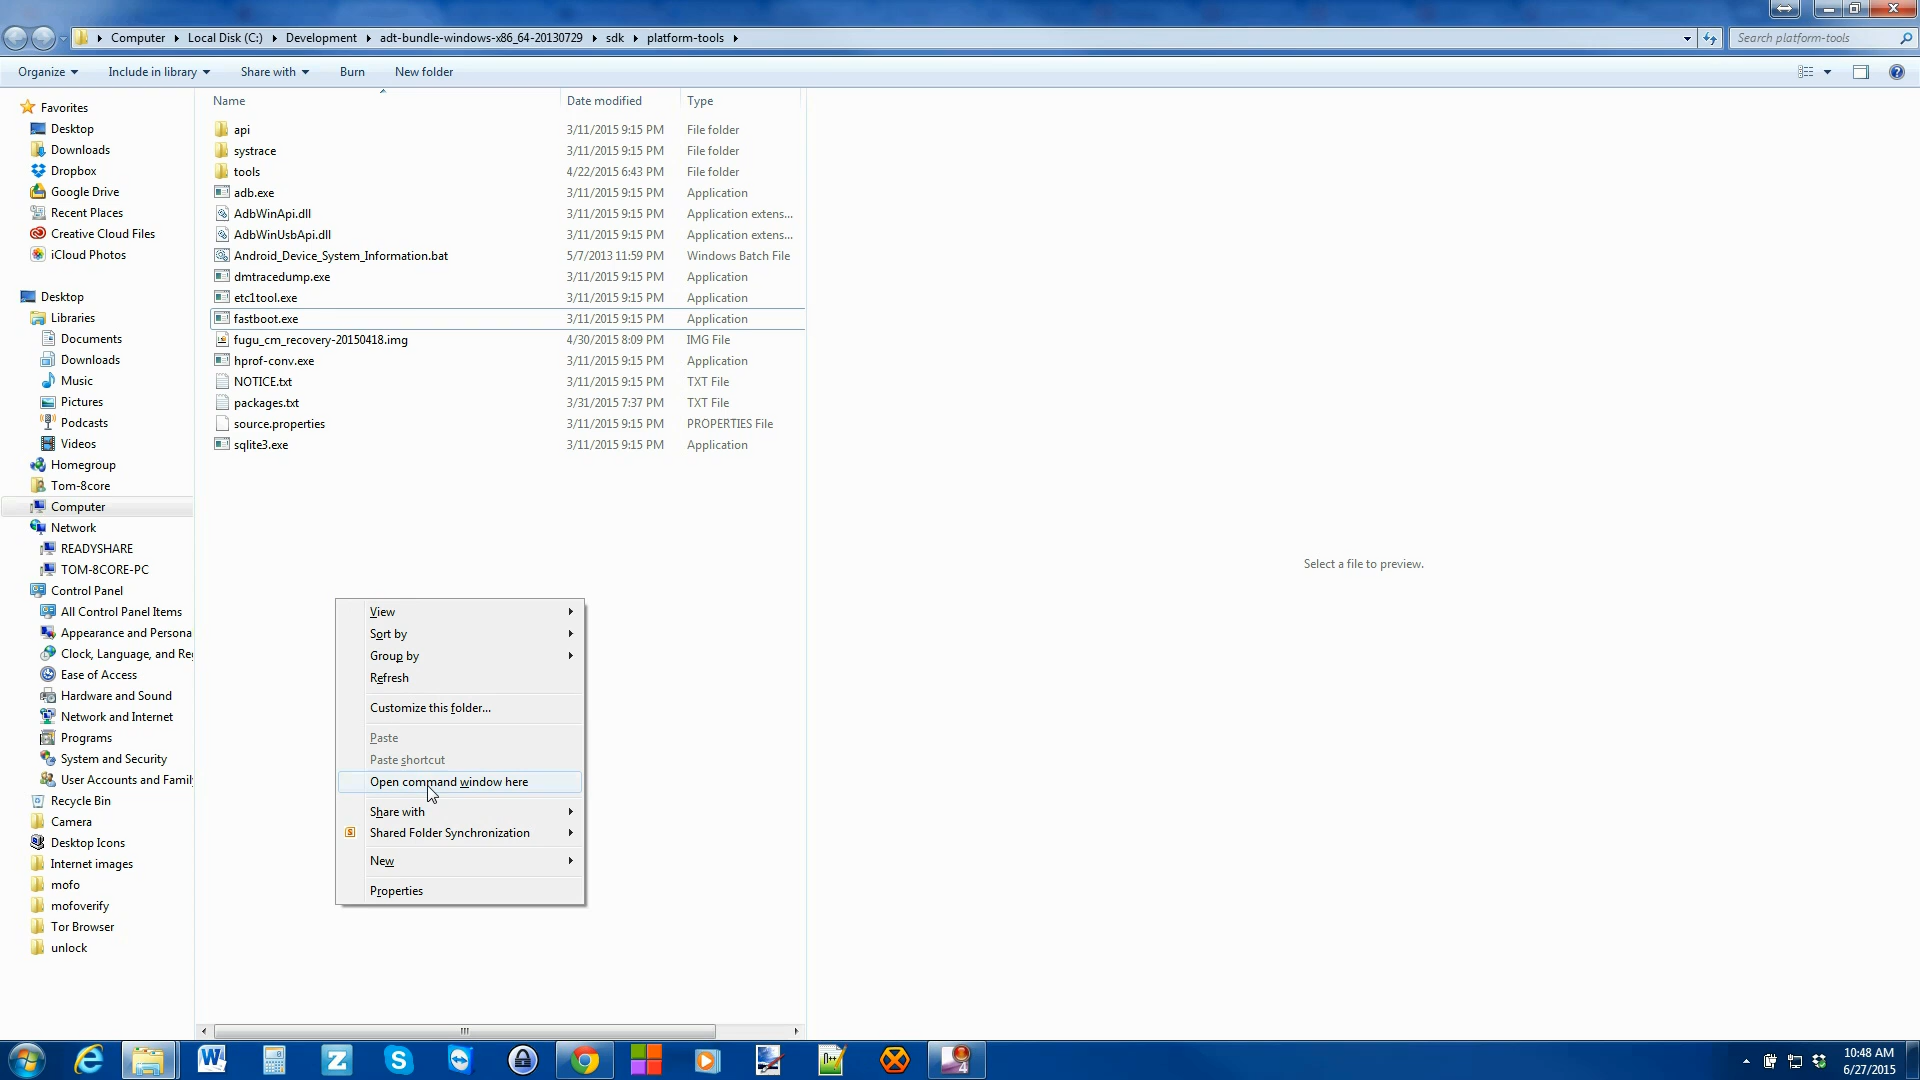 Computer Local Disk (C:) Development adt-bundle-windows-x86_64-20130729 sdk platform-tools
Search platform-tools
Organize Include in library Share with Burn New folder
Name Date modified Type
api 3/11/2015 9:15 PM File folder
systrace 3/11/2015 9:15 PM File folder
tools 4/22/2015 6:43 PM File folder
adb.exe 3/11/2015 9:15 PM Application
AdbWinApi.dll 3/11/2015 9:15 PM Application extens...
AdbWinUsbApi.dll 3/11/2015 9:15 PM Application extens...
Android_Device_System_Information.bat 5/7/2013 11:59 PM Windows Batch File
dmtracedump.exe 3/11/2015 9:15 PM Application
etc1tool.exe 3/11/2015 9:15 PM Application
fastboot.exe 3/11/2015 9:15 PM Application
fugu_cm_recovery-20150418.img 4/30/2015 8:09 PM IMG File
hprof-conv.exe 3/11/2015 9:15 PM Application
NOTICE.txt 3/11/2015 9:15 PM TXT File
packages.txt 3/31/2015 7:37 PM TXT File
source.properties 3/11/2015 9:15 PM PROPERTIES File
sqlite3.exe 3/11/2015 9:15 PM Application
Favorites
Desktop
Downloads
Dropbox
Google Drive
Recent Places
Creative Cloud Files
iCloud Photos
Desktop
Libraries
Documents
Downloads
Music
Pictures
Podcasts
Videos
Homegroup
Tom-8core
Computer
Network
READYSHARE
TOM-8CORE-PC
Control Panel
All Control Panel Items
Appearance and Persona
Clock, Language, and Re
Ease of Access
Hardware and Sound
Network and Internet
Programs
System and Security
User Accounts and Famil
Recycle Bin
Camera
Desktop Icons
Internet images
mofo
mofoverify
Tor Browser
unlock
View
Sort by
Group by
Refresh
Customize this folder...
Paste
Paste shortcut
Open command window here
Share with
Shared Folder Synchronization
New
Properties
Select a file to preview.
10:48 AM
6/27/2015